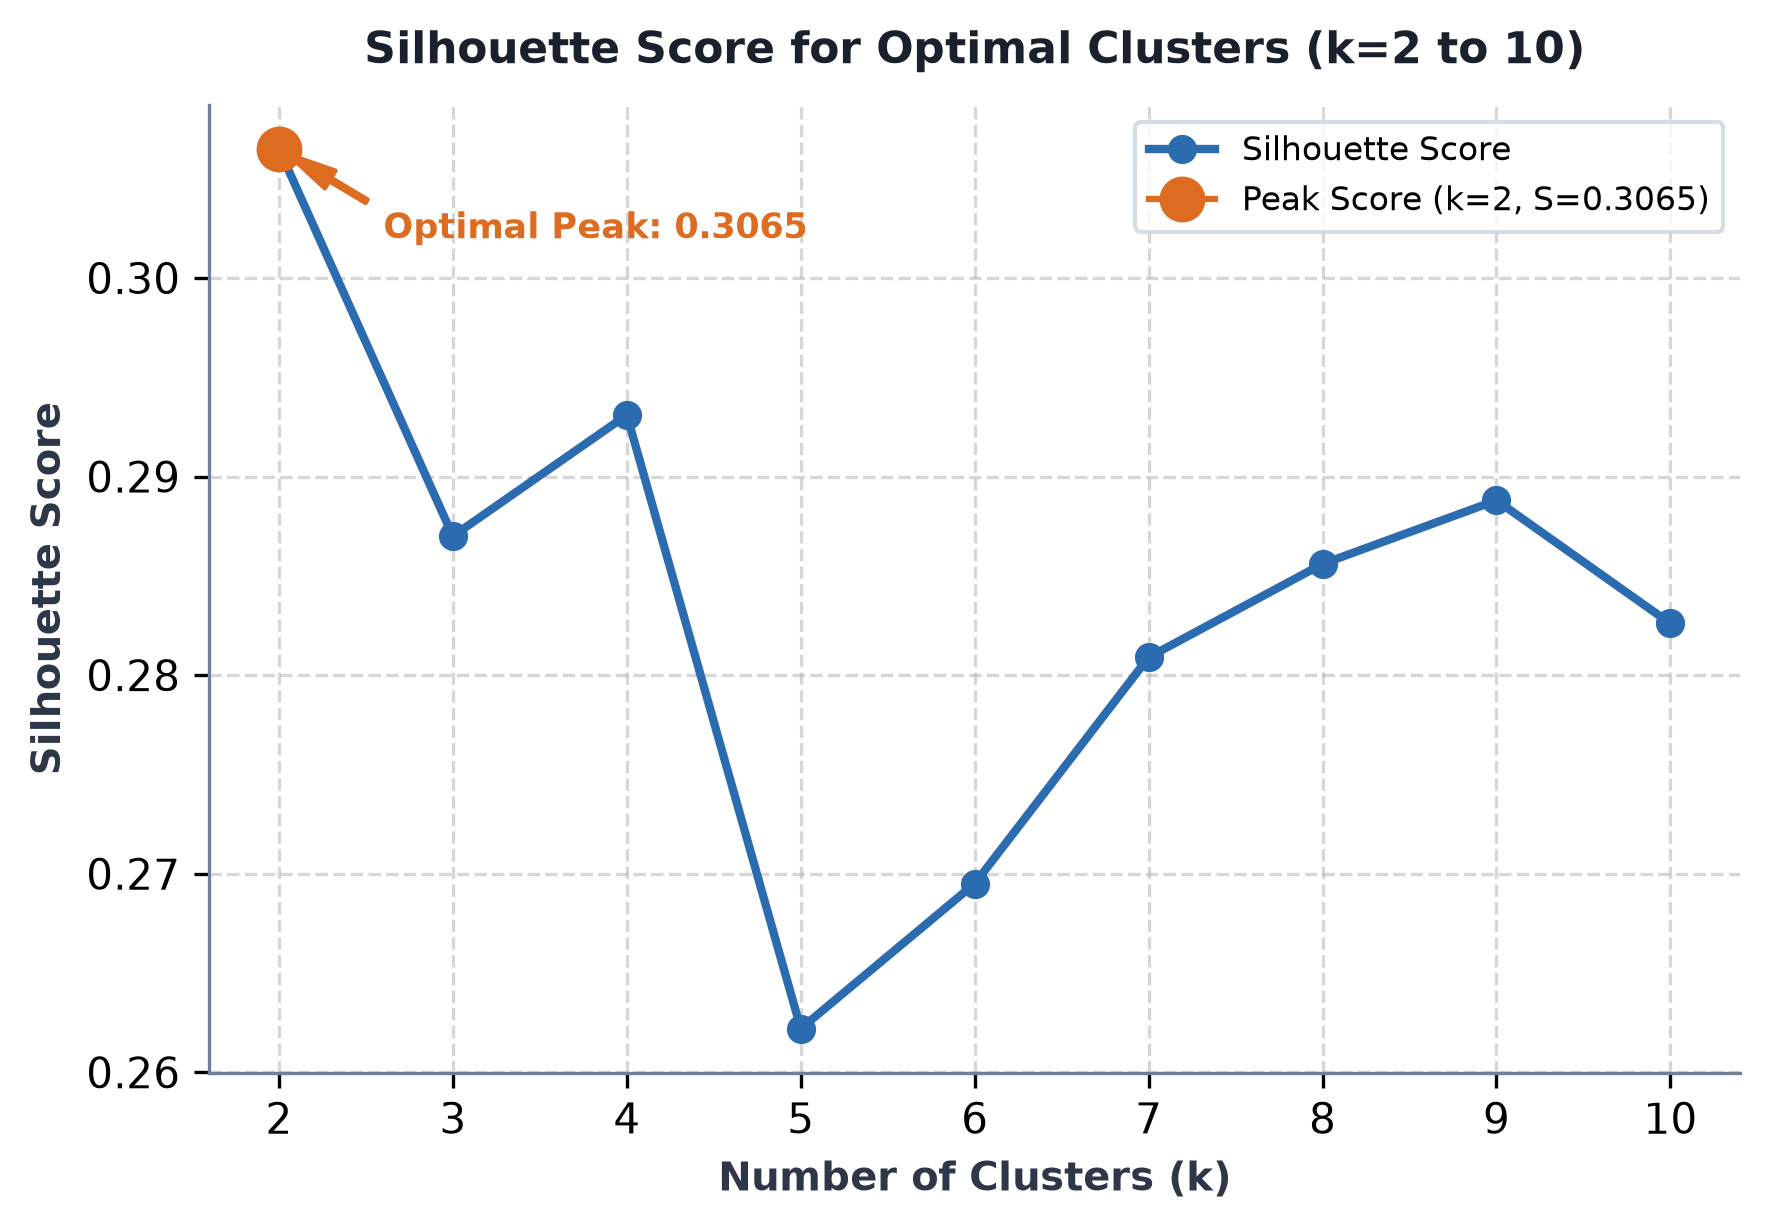 Silhouette Score for Optimal Clusters (k=2 to 10)
Silhouette Score
Peak Score (k=2, S=0.3065)
Optimal Peak: 0.3065
0.30
0.29
0.28
0.27
0.26
Silhouette Score
2 3 4 5 6 7 8 9 10
Number of Clusters (k)